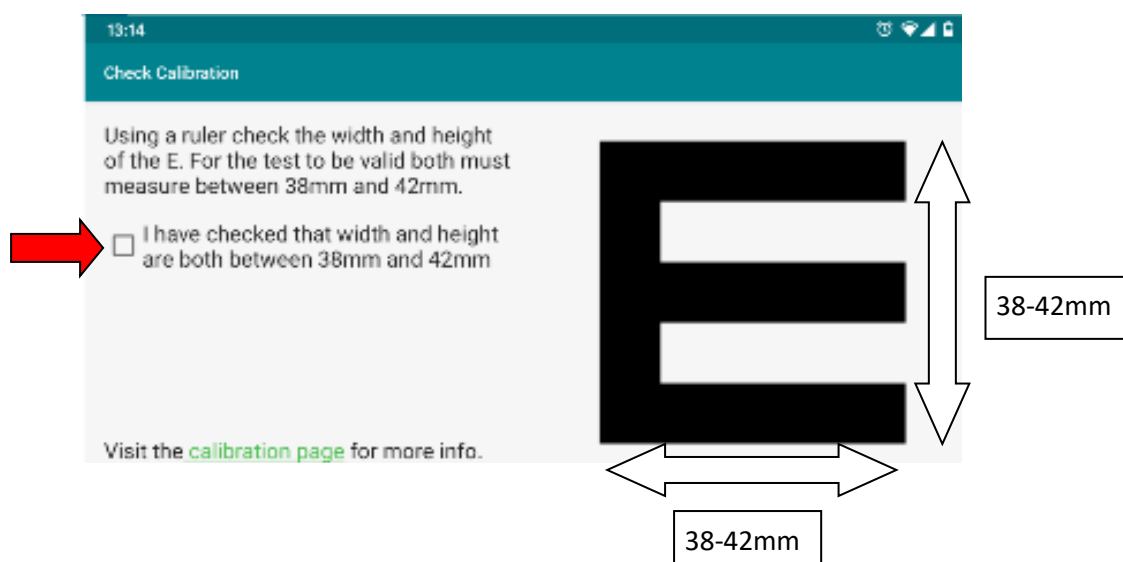 13:14
Check Calibration
Using a ruler check the width and height
of the E. For the test to be valid both must
measure between 38mm and 42mm.
I have checked that width and height
are both between 38mm and 42mm
Visit the calibration page for more info.
E
38-42mm
38-42mm